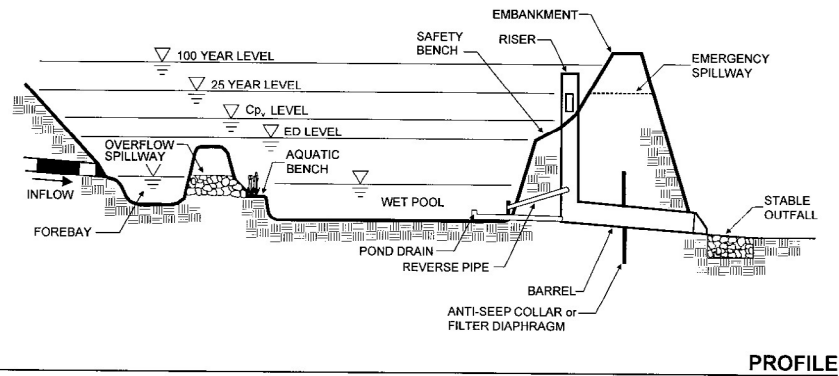 EMBANKMENT
SAFETY
BENCH
RISER
100 YEAR LEVEL
EMERGENCY
SPILLWAY
25 YEAR LEVEL
Cpv LEVEL
ED LEVEL
OVERFLOW
SPILLWAY
AQUATIC
BENCH
INFLOW
WET POOL
STABLE
OUTFALL
FOREBAY
POND DRAIN
REVERSE PIPE
BARREL
ANTI-SEEP COLLAR or
FILTER DIAPHRAGM
PROFILE